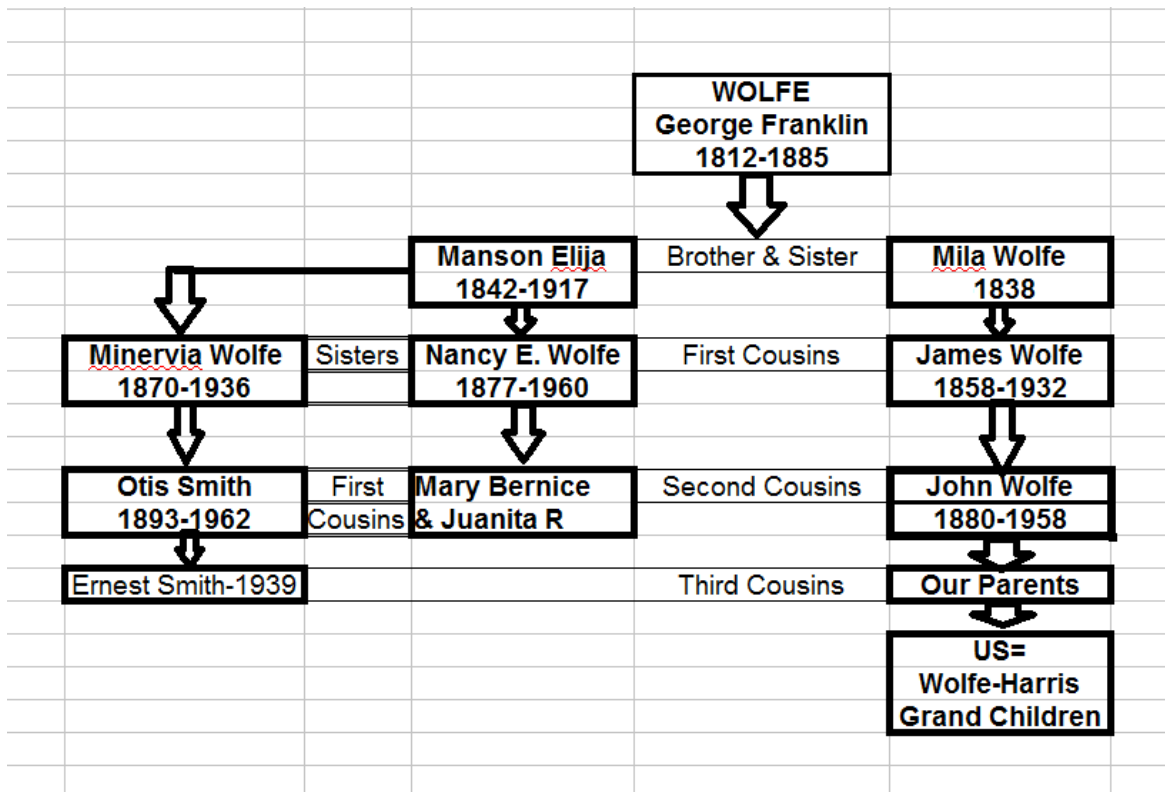 WOLFE
George Franklin
1812-1885
Manson Elija Brother & Sister Mila Wolfe
1842-1917 1838
Minervia Wolfe Sisters Nancy E. Wolfe First Cousins James Wolfe
1870-1936 1877-1960 1858-1932
Otis Smith First Mary Bernice Second Cousins John Wolfe
1893-1962 Cousins & Juanita R 1880-1958
Ernest Smith-1939 Third Cousins Our Parents
US=
Wolfe-Harris
Grand Children